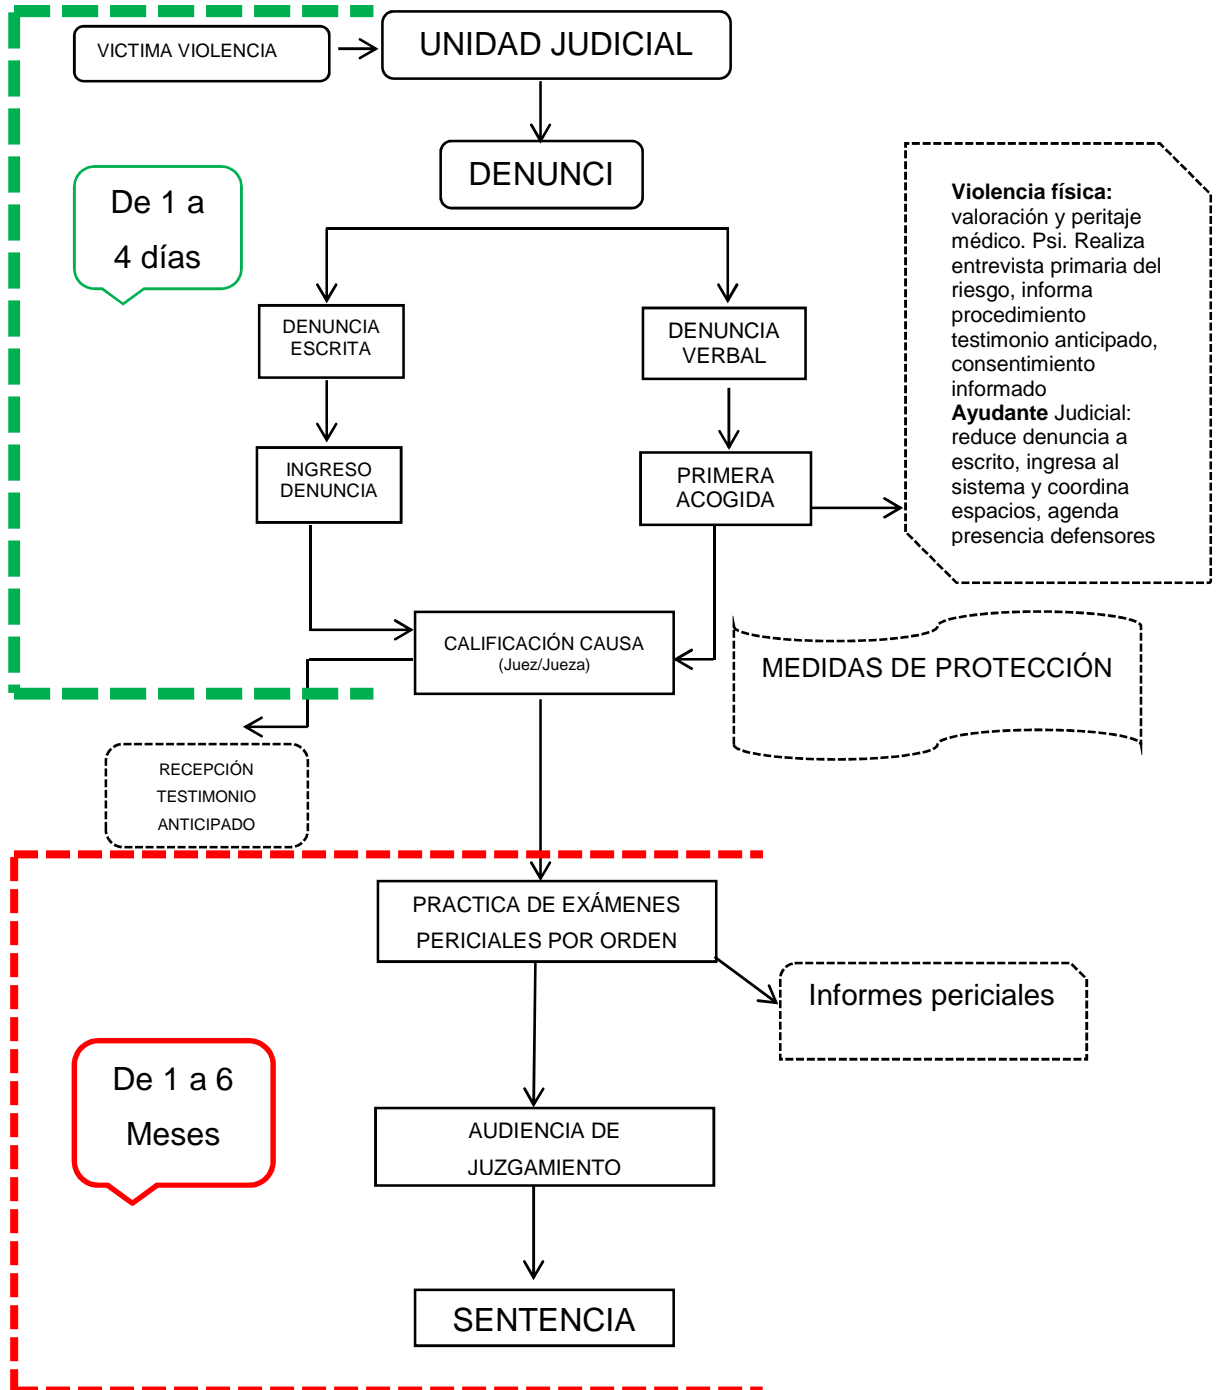 VICTIMA VIOLENCIA
UNIDAD JUDICIAL
DENUNCI
De 1 a
4 días
Violencia física:
valoración y peritaje
médico. Psi. Realiza
entrevista primaria del
riesgo, informa
procedimiento
testimonio anticipado,
consentimiento
informado
Ayudante Judicial:
reduce denuncia a
escrito, ingresa al
sistema y coordina
espacios, agenda
presencia defensores
DENUNCIA
ESCRITA
DENUNCIA
VERBAL
INGRESO
DENUNCIA
PRIMERA
ACOGIDA
CALIFICACIÓN CAUSA
(Juez/Jueza)
MEDIDAS DE PROTECCIÓN
RECEPCIÓN
TESTIMONIO
ANTICIPADO
PRACTICA DE EXÁMENES
PERICIALES POR ORDEN
Informes periciales
De 1 a 6
Meses
AUDIENCIA DE
JUZGAMIENTO
SENTENCIA